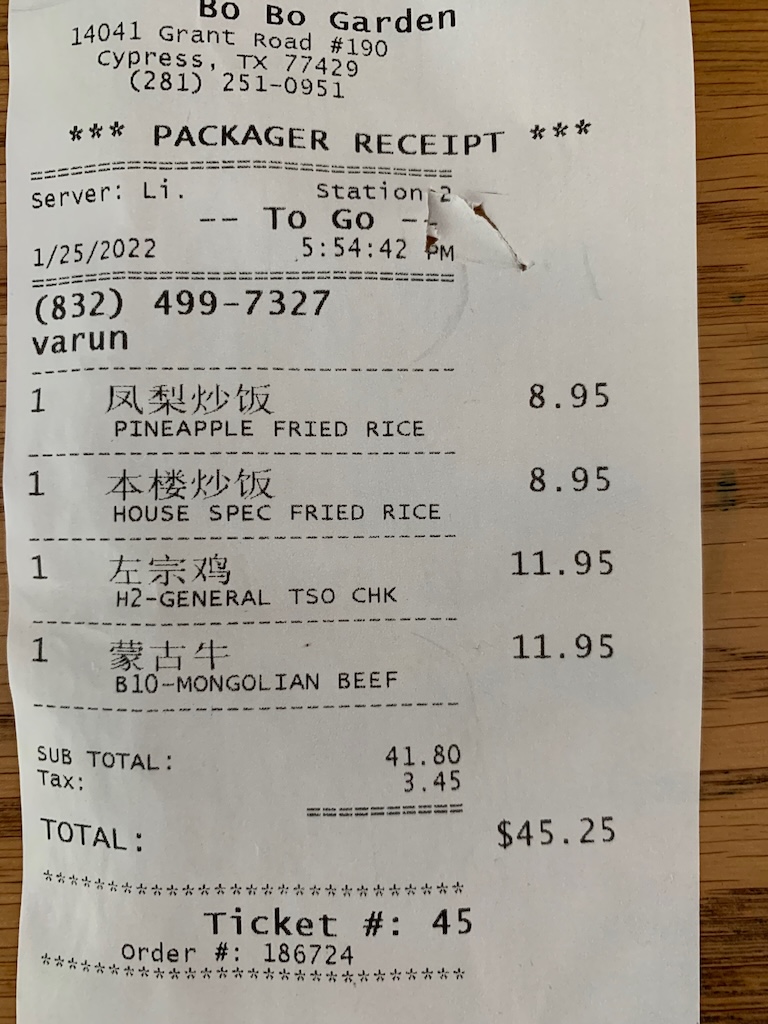 Bo Bo Garden
14041 Grant Road #190
Cypress, TX 77429
(281) 251-0951
*** PACKAGER RECEIPT ***
==========================================
Server: Li. Station 2
-- To Go --
1/25/2022 5:54:42 PM
==========================================
(832) 499-7327
varun
------------------------------------------
1 凤梨炒饭 8.95
PINEAPPLE FRIED RICE
------------------------------------------
1 本楼炒饭 8.95
HOUSE SPEC FRIED RICE
------------------------------------------
1 左宗鸡 11.95
H2-GENERAL TSO CHK
------------------------------------------
1 蒙古牛 11.95
B10-MONGOLIAN BEEF
------------------------------------------
SUB TOTAL: 41.80
Tax: 3.45
===============
TOTAL: $45.25
***************************
Ticket #: 45
Order #: 186724
***************************